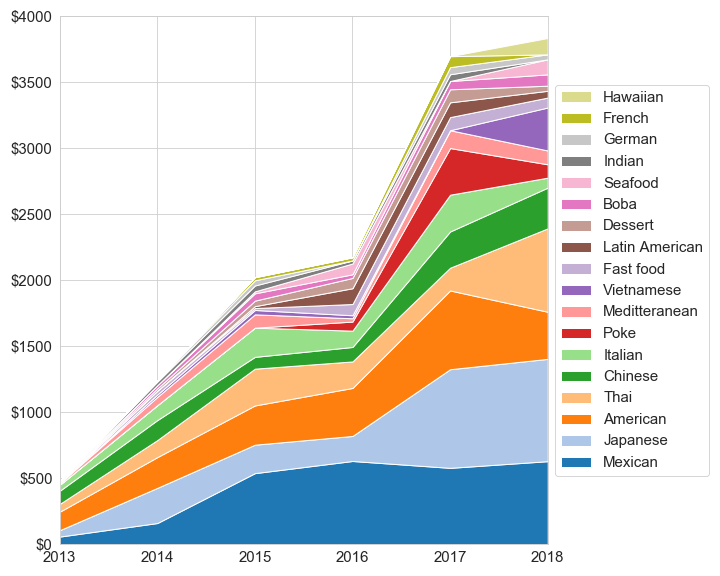 $4000
$3500
$3000
$2500
$2000
$1500
$1000
$500
$0
2013 2014 2015 2016 2017 2018
Hawaiian
French
German
Indian
Seafood
Boba
Dessert
Latin American
Fast food
Vietnamese
Meditteranean
Poke
Italian
Chinese
Thai
American
Japanese
Mexican